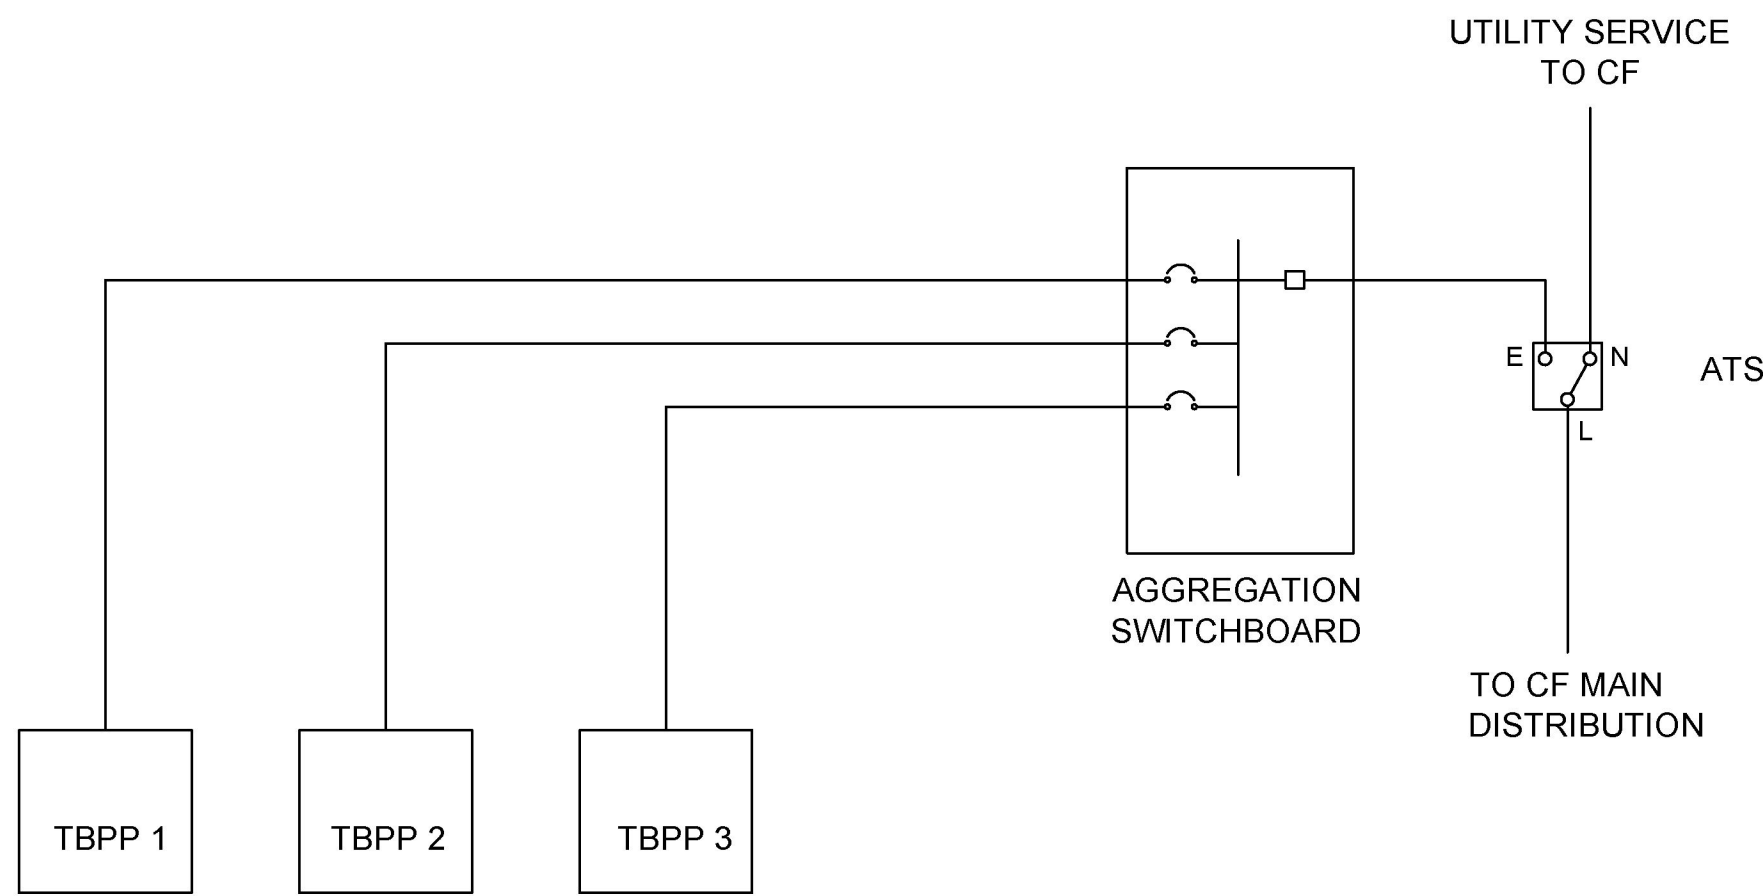 UTILITY SERVICE
TO CF
E
N
ATS
L
AGGREGATION
SWITCHBOARD
TO CF MAIN
DISTRIBUTION
TBPP 1
TBPP 2
TBPP 3